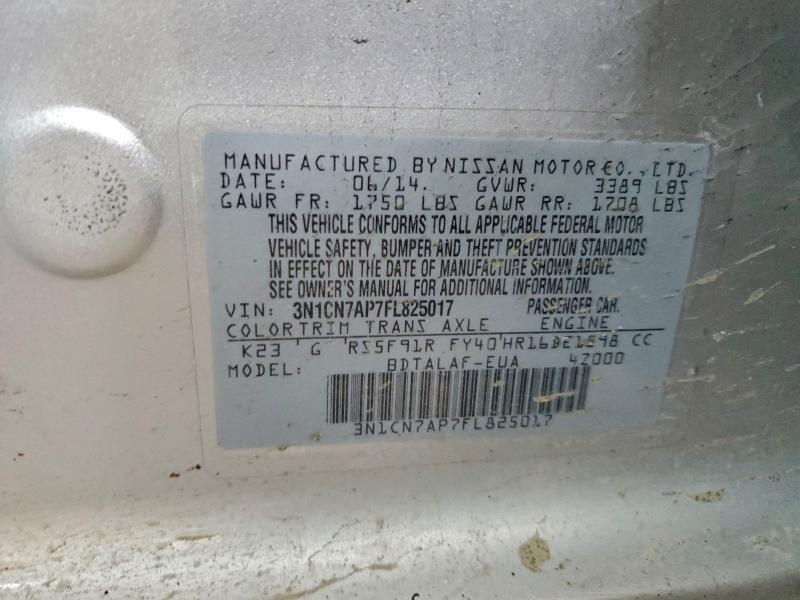 MANUFACTURED BY NISSAN MOTOR CO., LTD.
DATE: 06/14. GVWR: 3389 LBS
GAWR FR: 1750 LBS GAWR RR: 1708 LBS
THIS VEHICLE CONFORMS TO ALL APPLICABLE FEDERAL MOTOR
VEHICLE SAFETY, BUMPER AND THEFT PREVENTION STANDARDS
IN EFFECT ON THE DATE OF MANUFACTURE SHOWN ABOVE.
SEE OWNER'S MANUAL FOR ADDITIONAL INFORMATION.
VIN: 3N1CN7AP7FL825017 PASSENGER CAR.
COLOR TRIM TRANS AXLE ENGINE
K23 G RS5F91R FY40 HR16DE1598 CC
MODEL: BDTALAF-EUA 42000
3N1CN7AP7FL825017